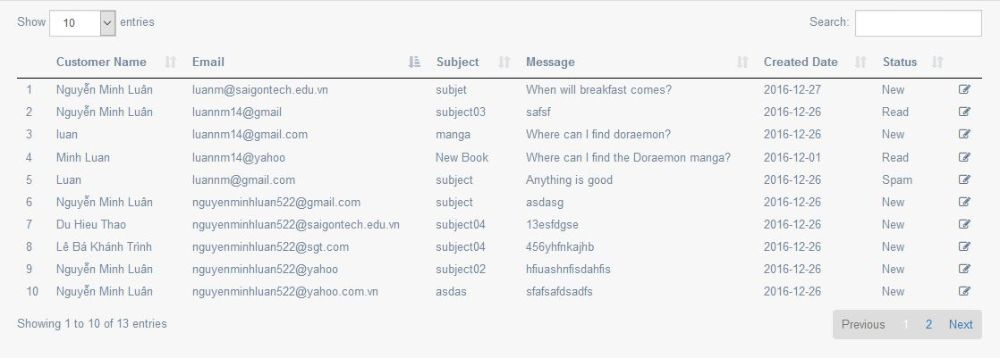 Show 10 entries Search:
Customer Name Email Subject Message Created Date Status
1 Nguyễn Minh Luân luanm@saigontech.edu.vn subjet When will breakfast comes? 2016-12-27 New
2 Nguyễn Minh Luân luannm14@gmail subject03 safsf 2016-12-26 Read
3 luan luannm14@gmail.com manga Where can I find doraemon? 2016-12-26 New
4 Minh Luan luannm14@yahoo New Book Where can I find the Doraemon manga? 2016-12-01 Read
5 Luan luannm@gmail.com subject Anything is good 2016-12-26 Spam
6 Nguyễn Minh Luân nguyenminhluan522@gmail.com subject asdasg 2016-12-26 New
7 Du Hieu Thao nguyenminhluan522@saigontech.edu.vn subject04 13esfdgse 2016-12-26 New
8 Lê Bá Khánh Trình nguyenminhluan522@sgt.com subject04 456yhfnkajhb 2016-12-26 New
9 Nguyễn Minh Luân nguyenminhluan522@yahoo subject02 hfiuashnfisdahfis 2016-12-26 New
10 Nguyễn Minh Luân nguyenminhluan522@yahoo.com.vn asdas sfafsafdsadfs 2016-12-26 New
Showing 1 to 10 of 13 entries Previous 1 2 Next